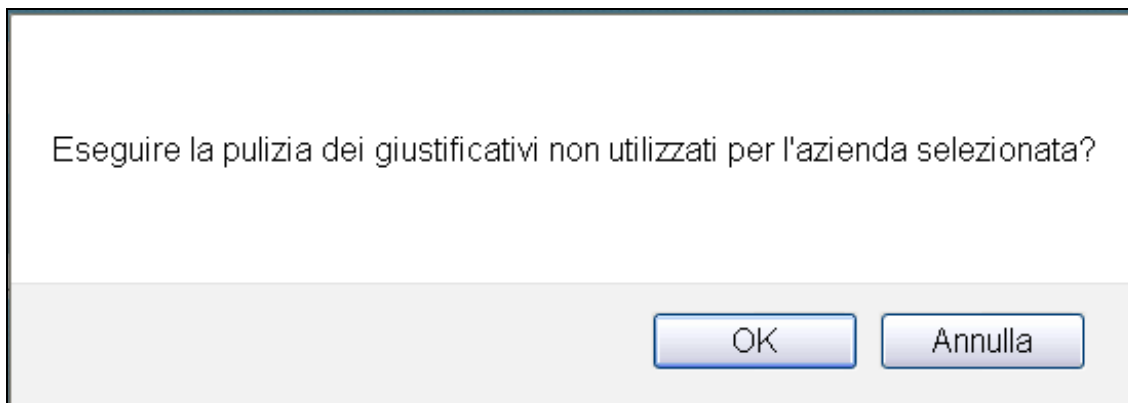 Eseguire la pulizia dei giustificativi non utilizzati per l'azienda selezionata?
OK
Annulla